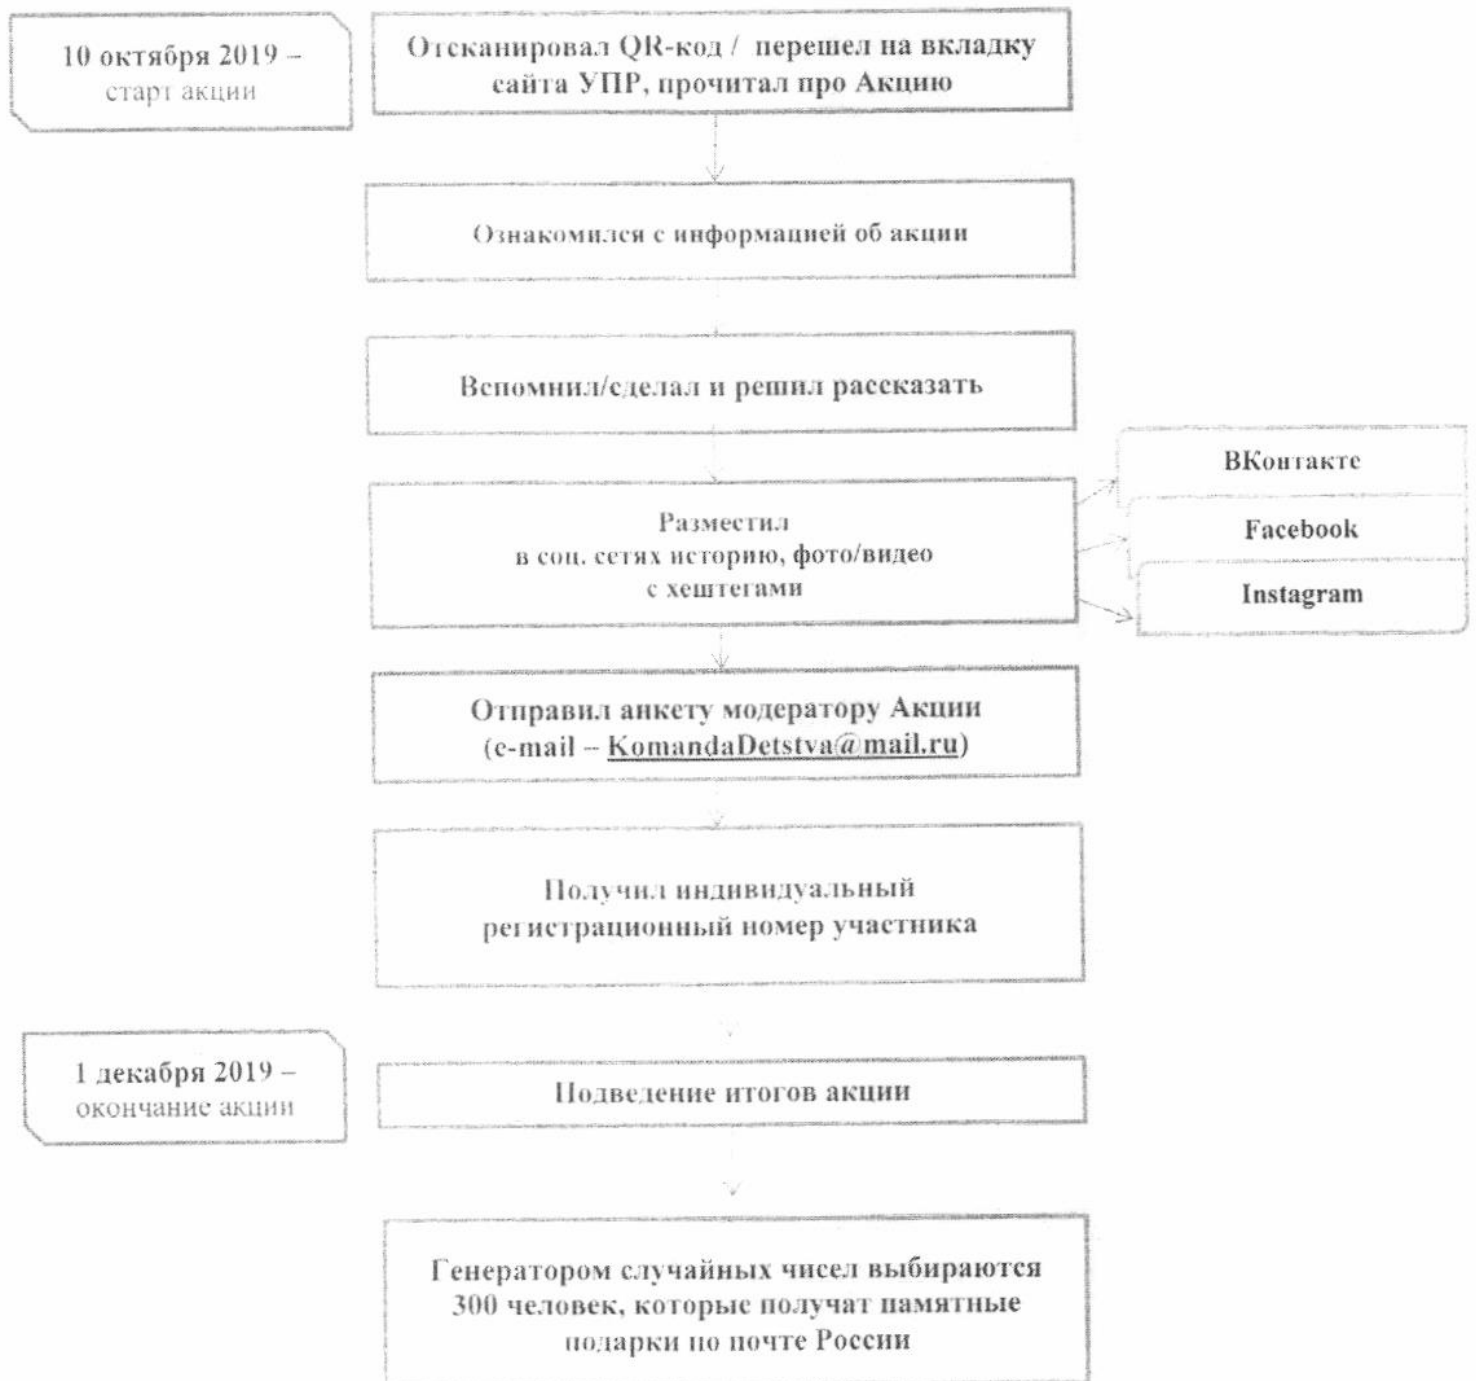 10 октября 2019 –
старт акции
Отсканировал QR-код / перешел на вкладку
сайта УПР, прочитал про Акцию
Ознакомился с информацией об акции
Вспомнил/сделал и решил рассказать
Разместил
в соц. сетях историю, фото/видео
с хештегами
ВКонтакте
Facebook
Instagram
Отправил анкету модератору Акции
(e-mail – KomandaDetstva@mail.ru)
Получил индивидуальный
регистрационный номер участника
1 декабря 2019 –
окончание акции
Подведение итогов акции
Генератором случайных чисел выбираются
300 человек, которые получат памятные
подарки по почте России